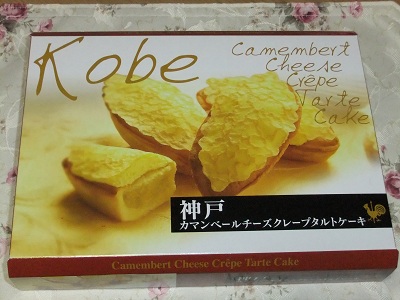 Kobe
Camembert
Cheese
Crêpe
Tarte
Cake
神戸
カマンベールチーズクレープタルトケーキ
Camembert Cheese Crêpe Tarte Cake